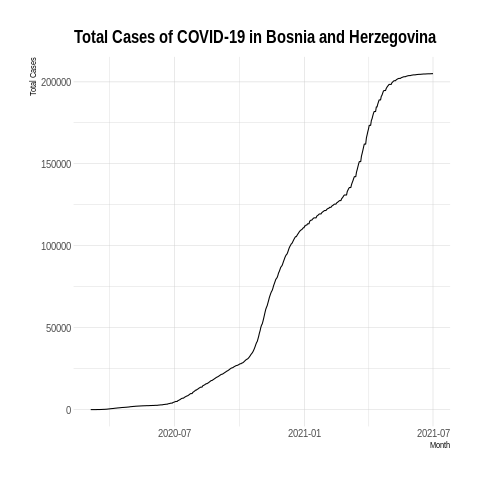 Total Cases of COVID-19 in Bosnia and Herzegovina
Total Cases
200000
150000
100000
50000
0
2020-07
2021-01
2021-07
Month